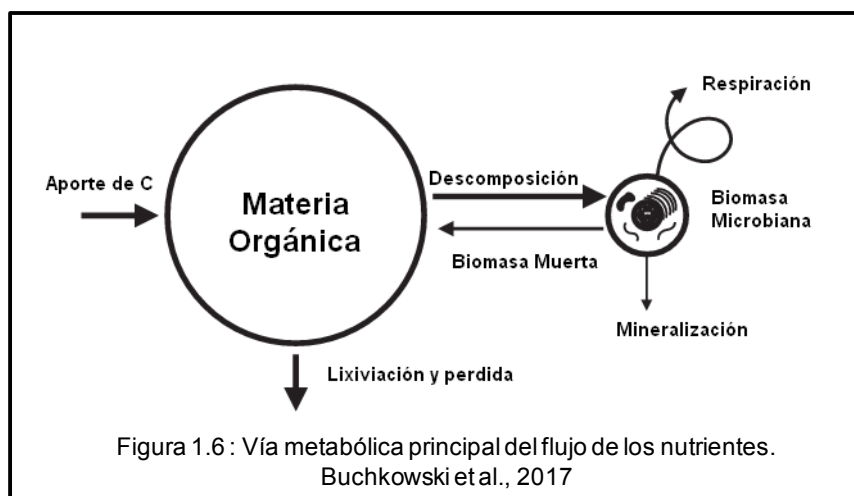 Respiración
Aporte de C
Descomposición
Materia
Orgánica
Biomasa
Microbiana
Biomasa Muerta
Mineralización
Lixiviación y perdida
Figura 1.6 : Vía metabólica principal del flujo de los nutrientes.
Buchkowski et al., 2017